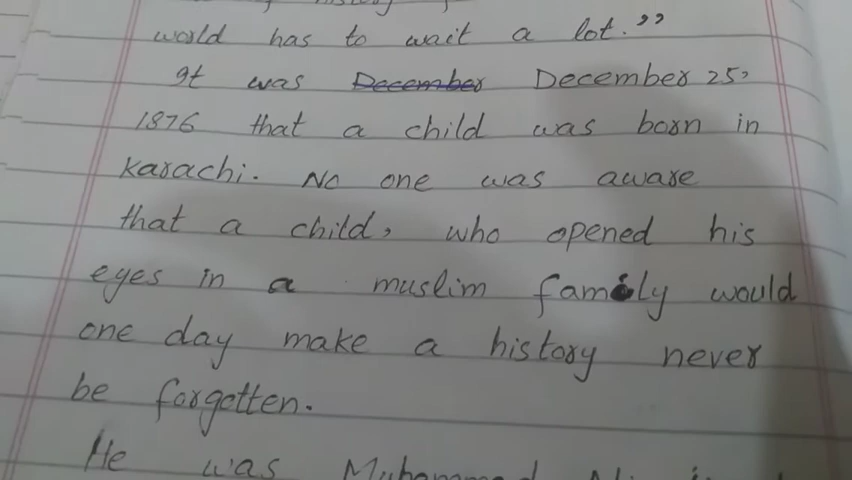 world has to wait a lot."
It was December December 25,
1876 that a child was born in
Karachi. No one was aware
that a child, who opened his
eyes in a muslim family would
one day make a history never
be forgotten.
He was Muhammad Ali